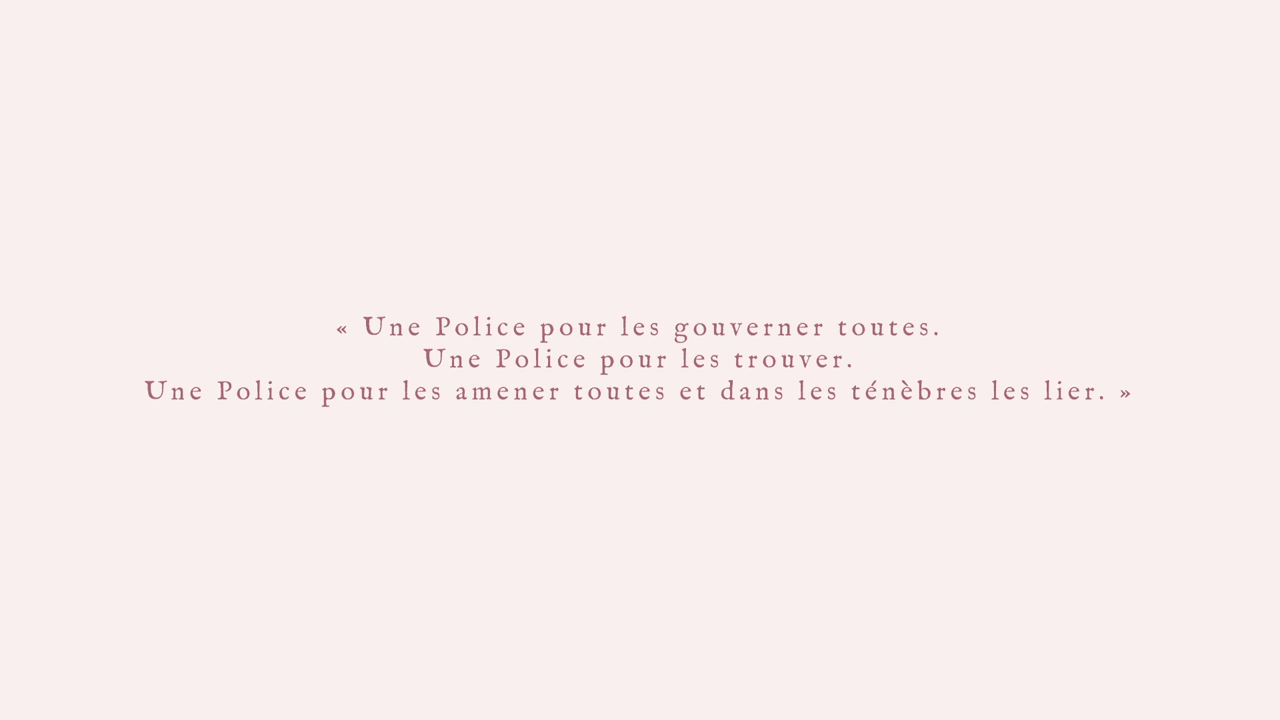 « Une Police pour les gouverner toutes.
Une Police pour les trouver.
Une Police pour les amener toutes et dans les ténèbres les lier. »